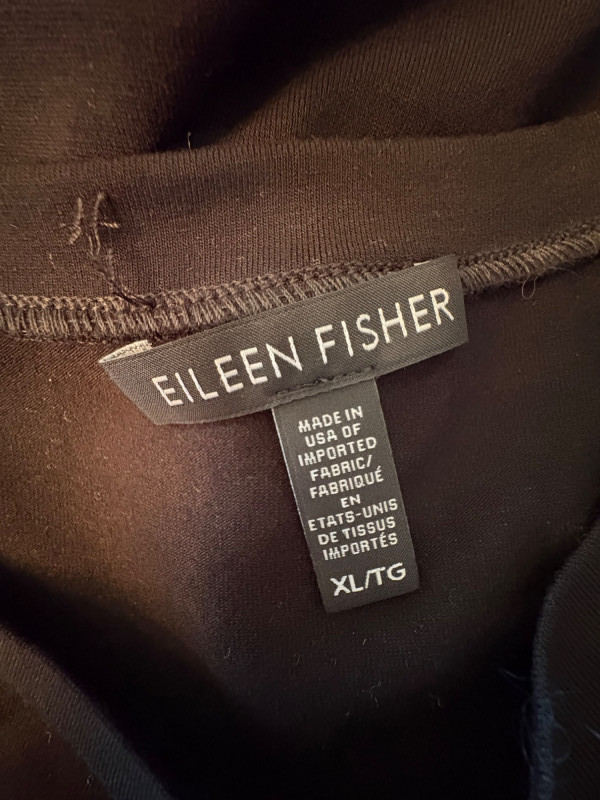 EILEEN FISHER
MADE IN
USA OF
IMPORTED
FABRIC/
FABRIQUÉ
EN
ETATS-UNIS
DE TISSUS
IMPORTÉS
XL/TG